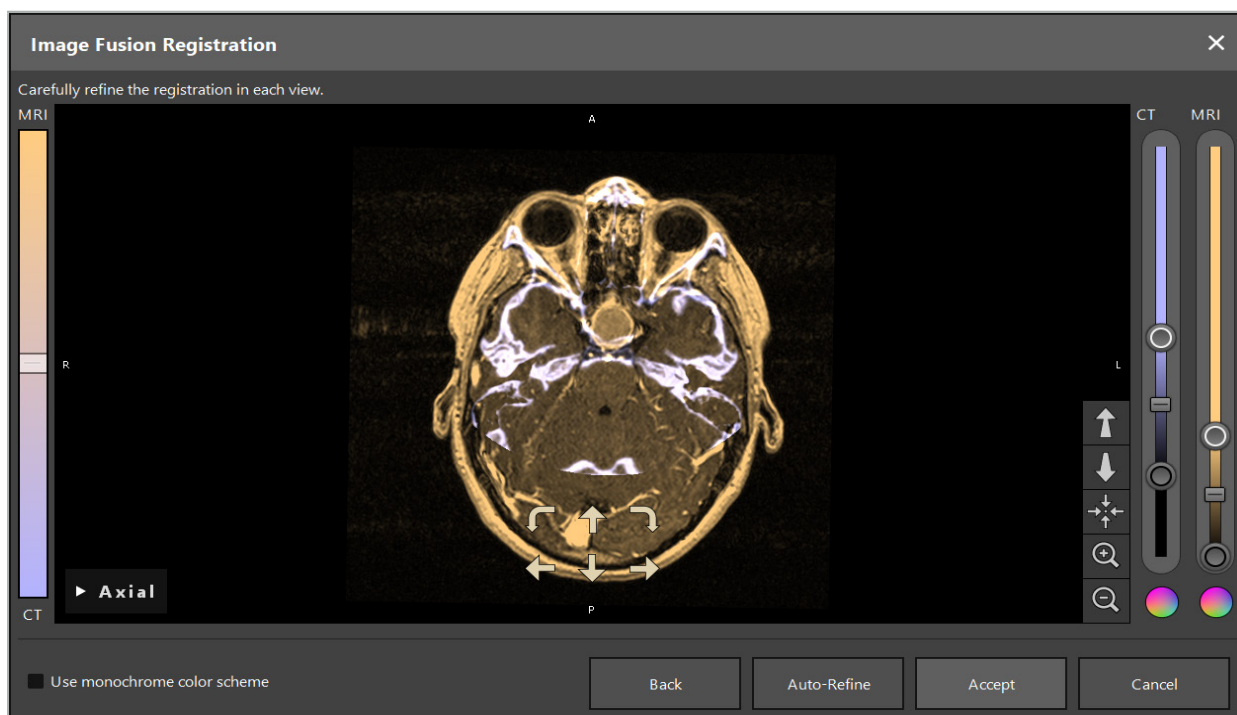 Image Fusion Registration
Carefully refine the registration in each view.
MRI
CT MRI
A
R
L
Axial
P
CT
Use monochrome color scheme
Back
Auto-Refine
Accept
Cancel